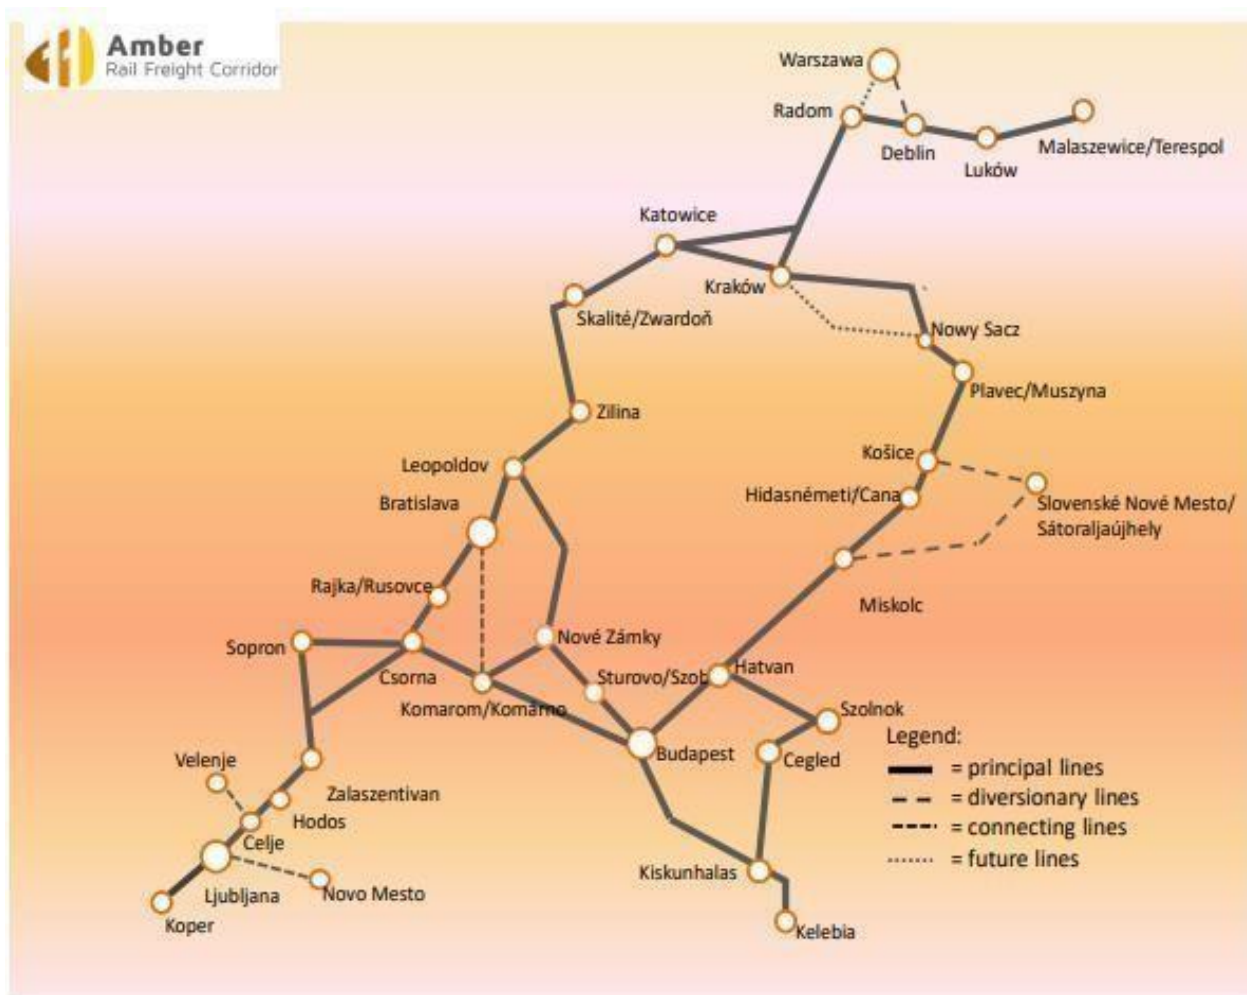 Amber
Rail Freight Corridor
Warszawa
Radom
Deblin
Luków
Malaszewice/Terespol
Katowice
Kraków
Skalité/Zwardoň
Nowy Sacz
Plavec/Muszyna
Zilina
Leopoldov
Košice
Bratislava
Hidasnémeti/Cana
Slovenské Nové Mesto/
Sátoraljaújhely
Rajka/Rusovce
Miskolc
Sopron
Nové Zámky
Csorna
Sturovo/Szob
Hatvan
Komarom/Komárno
Szolnok
Budapest
Cegled
Legend:
= principal lines
= diversionary lines
= connecting lines
= future lines
Velenje
Zalaszentivan
Hodos
Celje
Ljubljana
Novo Mesto
Koper
Kiskunhalas
Kelebia